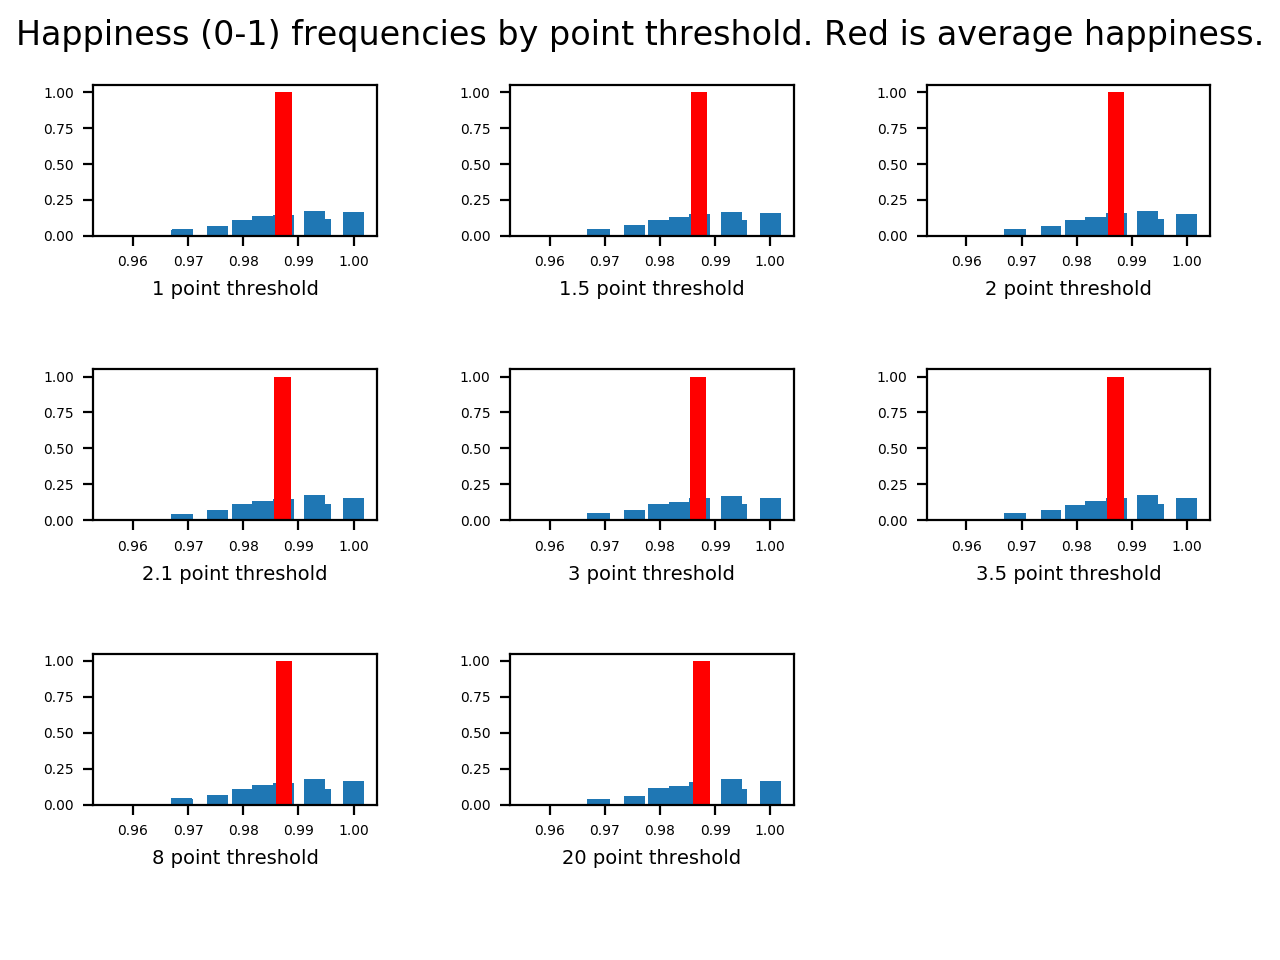 Happiness (0-1) frequencies by point threshold. Red is average happiness.
1.00 1.00 1.00
0.75 0.75 0.75
0.50 0.50 0.50
0.25 0.25 0.25
0.00 0.00 0.00
0.96 0.97 0.98 0.99 1.00 0.96 0.97 0.98 0.99 1.00 0.96 0.97 0.98 0.99 1.00
1 point threshold 1.5 point threshold 2 point threshold
1.00 1.00 1.00
0.75 0.75 0.75
0.50 0.50 0.50
0.25 0.25 0.25
0.00 0.00 0.00
0.96 0.97 0.98 0.99 1.00 0.96 0.97 0.98 0.99 1.00 0.96 0.97 0.98 0.99 1.00
2.1 point threshold 3 point threshold 3.5 point threshold
1.00 1.00
0.75 0.75
0.50 0.50
0.25 0.25
0.00 0.00
0.96 0.97 0.98 0.99 1.00 0.96 0.97 0.98 0.99 1.00
8 point threshold 20 point threshold